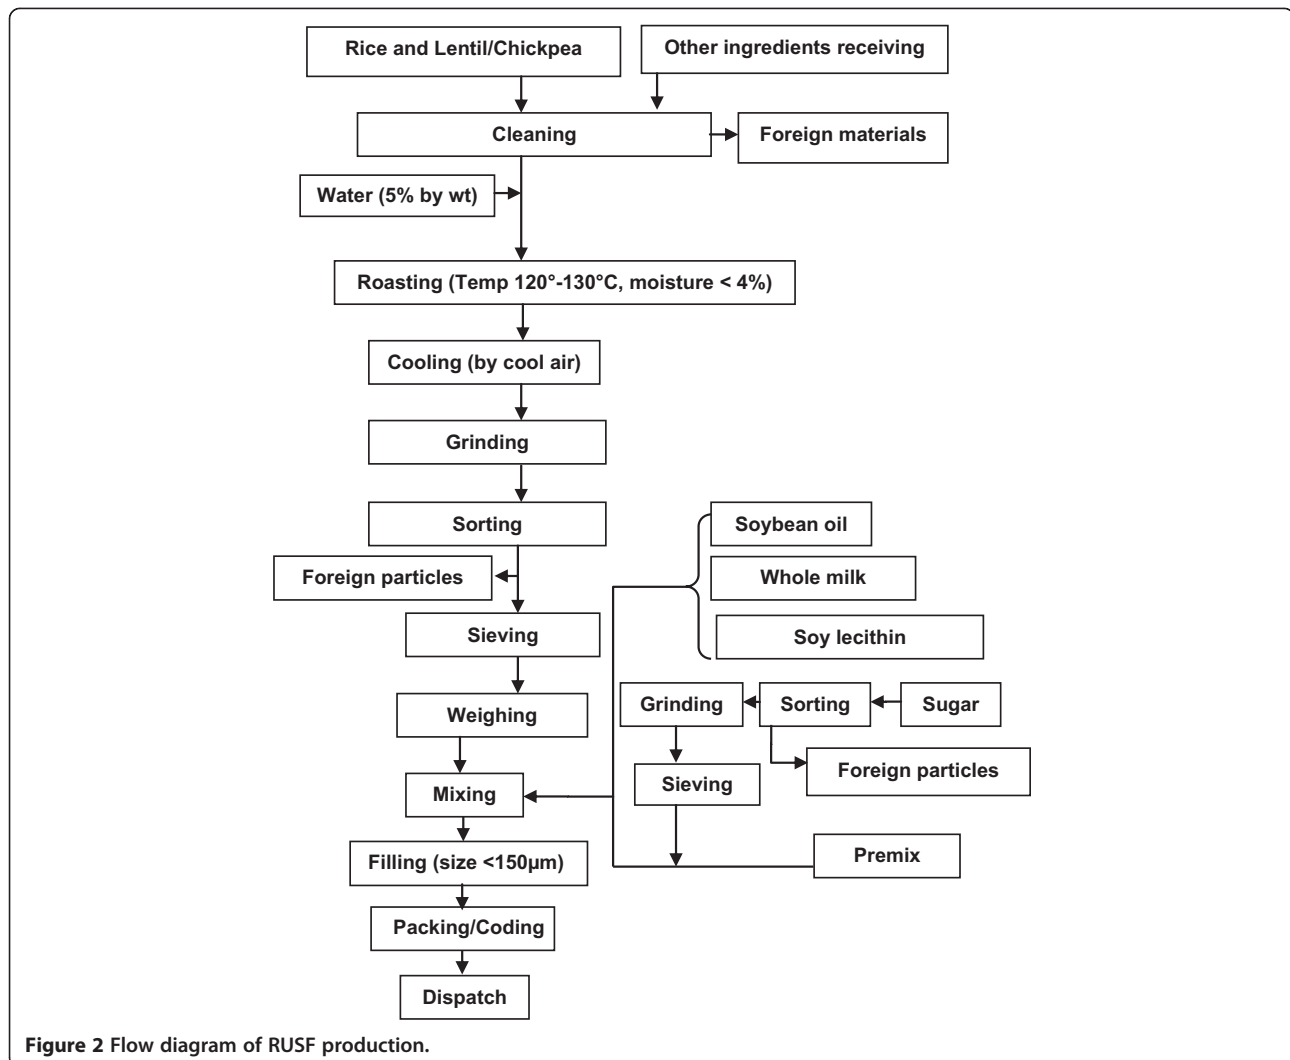 Rice and Lentil/Chickpea
Other ingredients receiving
Cleaning
Foreign materials
Water (5% by wt)
Roasting (Temp 120°-130°C, moisture < 4%)
Cooling (by cool air)
Grinding
Sorting
Soybean oil
Foreign particles
Whole milk
Sieving
Soy lecithin
Weighing
Grinding
Sorting
Sugar
Foreign particles
Mixing
Sieving
Filling (size <150µm)
Premix
Packing/Coding
Dispatch
Figure 2 Flow diagram of RUSF production.